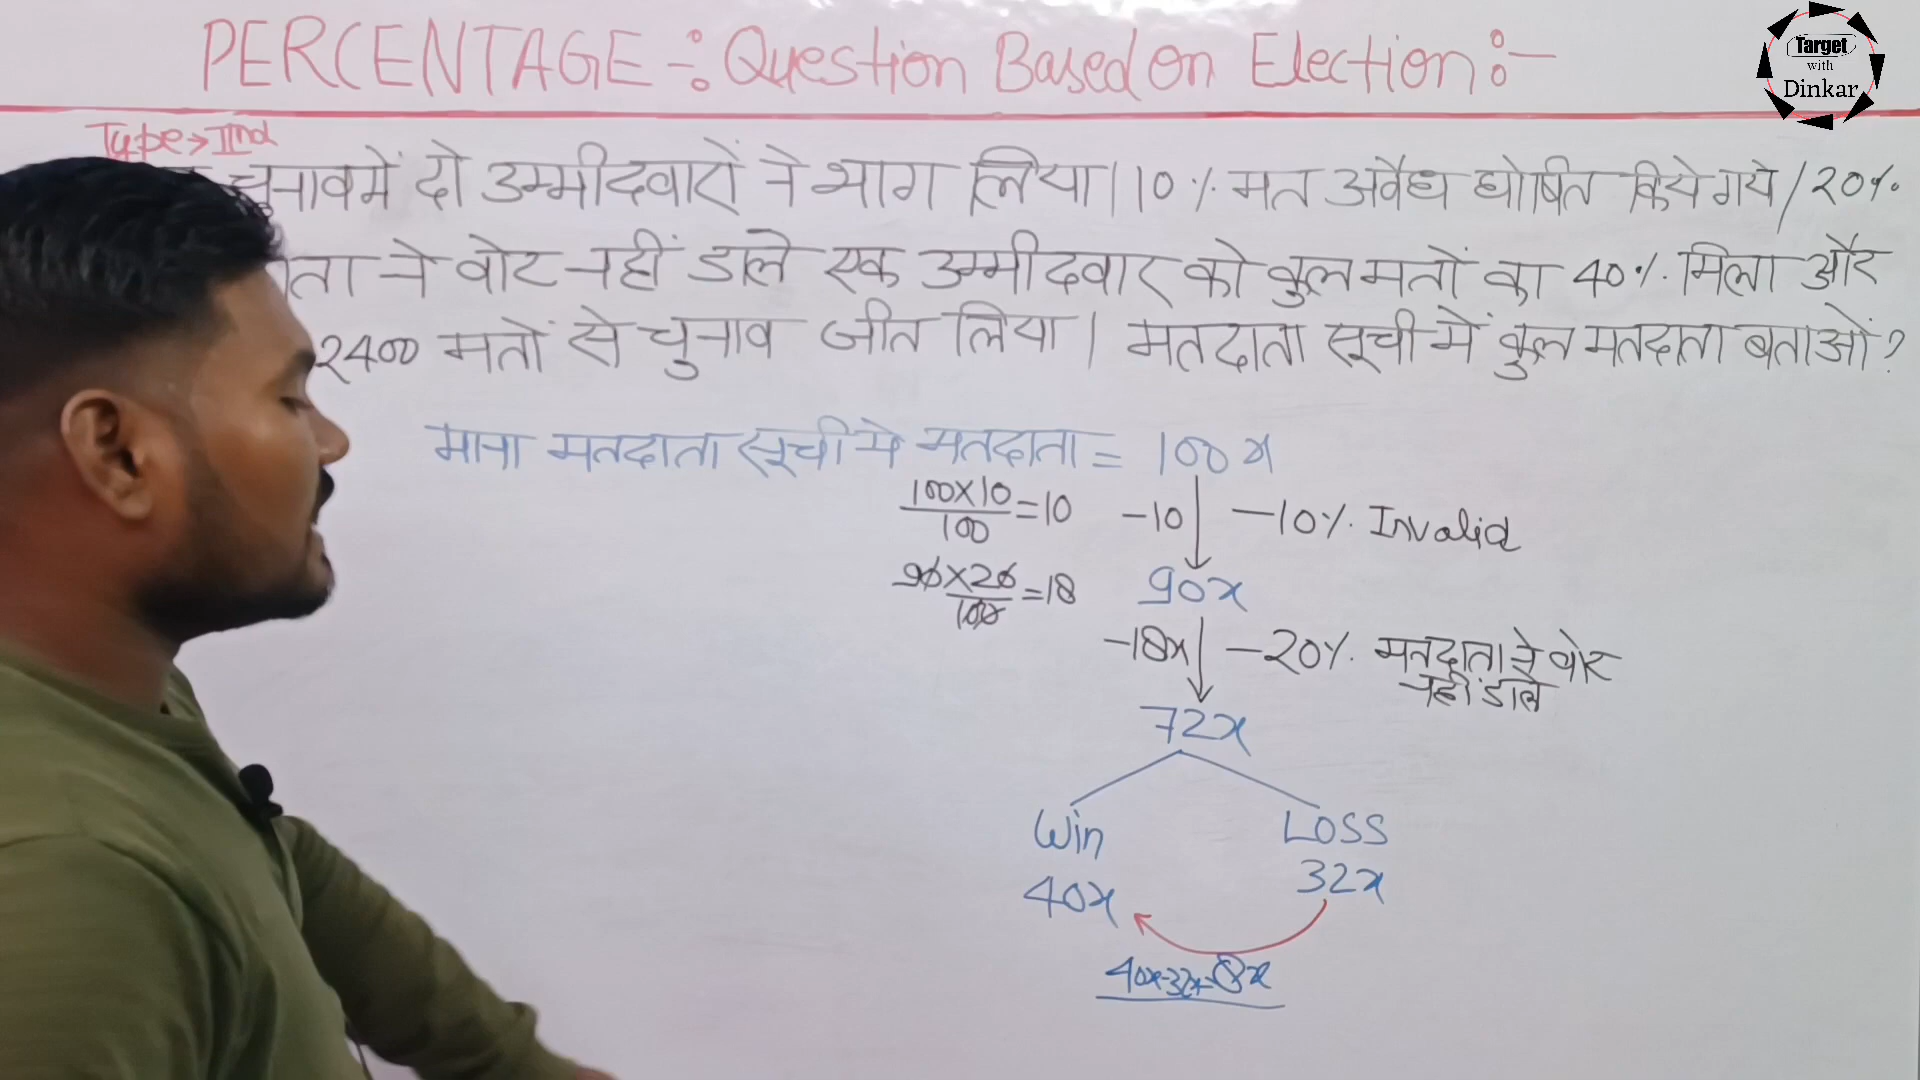 PERCENTAGE -: Question Based on Election :-
Target
with
Dinkar
Type → IInd
चुनाव में दो उम्मीदवारों ने भाग लिया। 10% मत अवैध घोषित किये गये / 20%
ता ने वोट नहीं डाले एक उम्मीदवार को कुल मतों का 40% मिला और
2400 मतों से चुनाव जीत लिया। मतदाता सूची में कुल मतदाता बताओं?
माना मतदाता सूची मे मतदाता = 100x
100×10/100 = 10 -10 -10% Invalid
90×20/100 = 18 90x
-18x -20% मतदाता ने वोट
नहीं डाले
72x
Win Loss
40x 32x
40x-32x=8x